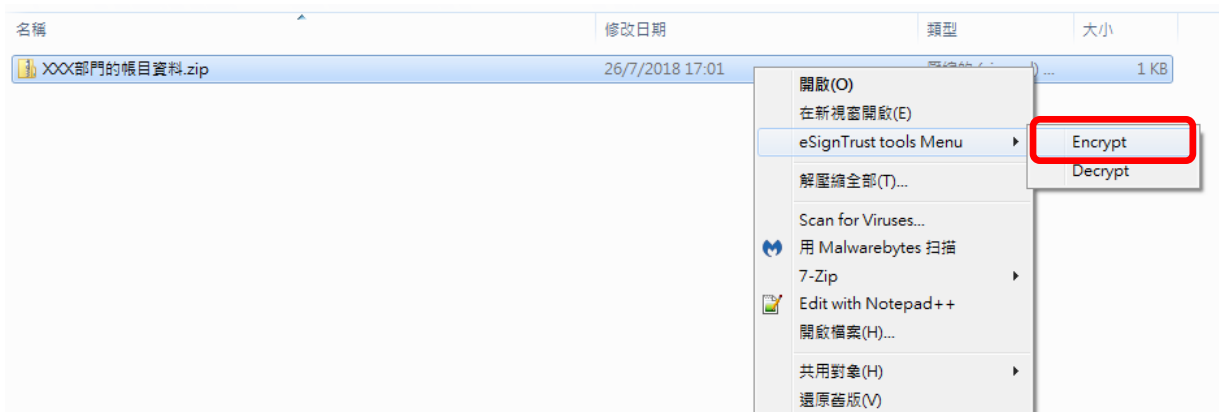 名稱 修改日期 類型 大小
XXX部門的帳目資料.zip 26/7/2018 17:01 ... 1 KB
開啟(O)
在新視窗開啟(E)
eSignTrust tools Menu
Encrypt
Decrypt
解壓縮全部(T)...
Scan for Viruses...
用 Malwarebytes 扫描
7-Zip
Edit with Notepad++
開啟檔案(H)...
共用對象(H)
還原舊版(V)